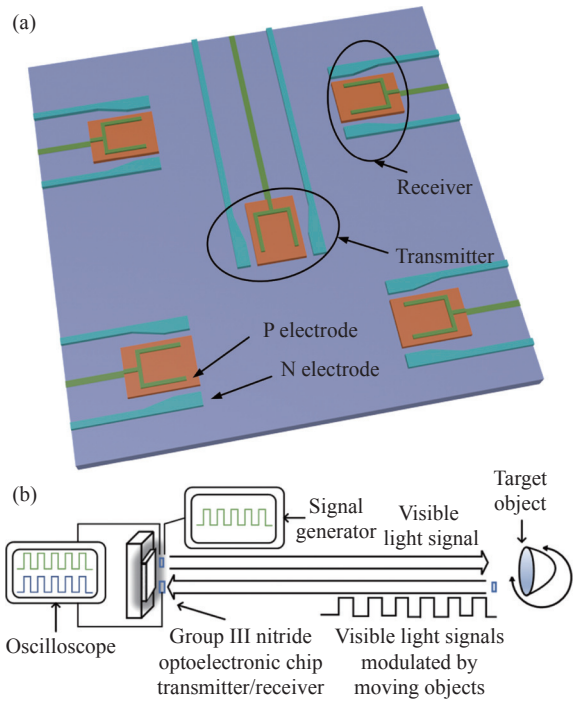 (a)
Receiver
Transmitter
P electrode
N electrode
(b)
Signal
generator
Visible
light signal
Target
object
Oscilloscope
Group III nitride
optoelectronic chip
transmitter/receiver
Visible light signals
modulated by
moving objects